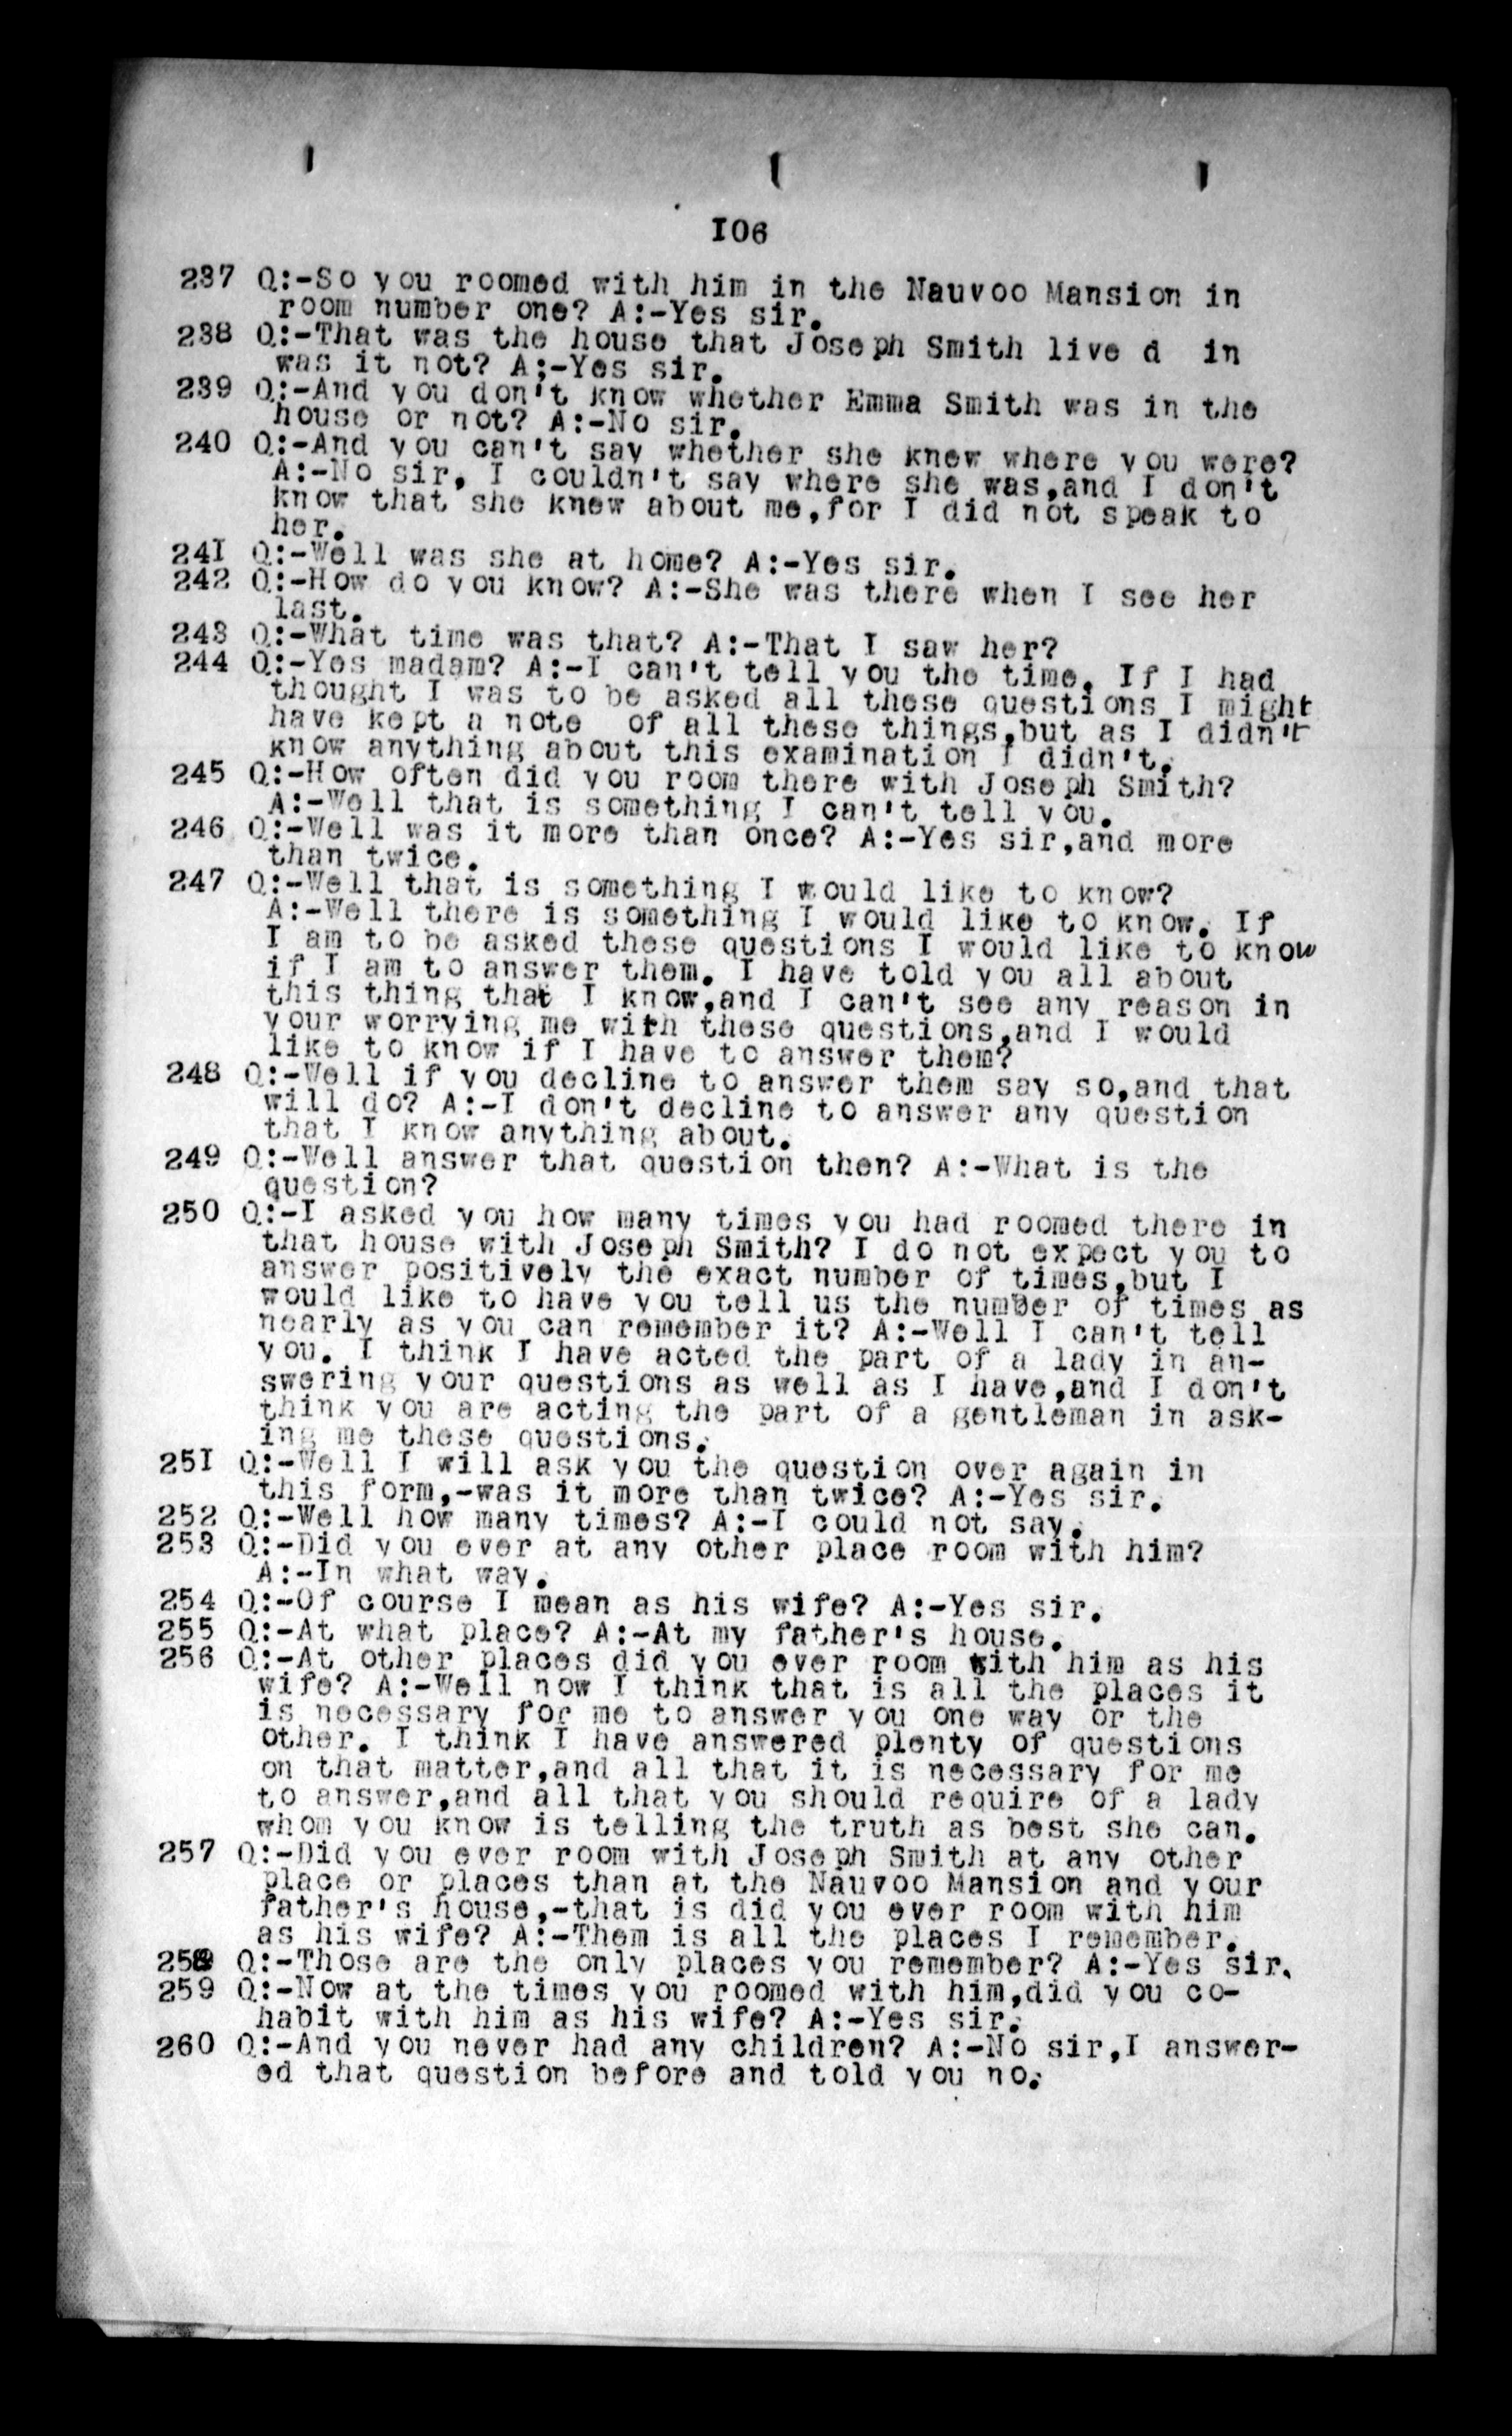 I06
237 Q:-So you roomed with him in the Nauvoo Mansion in
room number one? A:-Yes sir.
238 Q:-That was the house that Joseph Smith live d in
was it not? A;-Yes sir.
239 Q:-And you don't know whether Emma Smith was in the
house or not? A:-No sir.
240 Q:-And you can't say whether she knew where you were?
A:-No sir, I couldn't say where she was,and I don't
know that she knew about me,for I did not speak to
her.
24I Q:-Well was she at home? A:-Yes sir.
242 Q:-How do you know? A:-She was there when I see her
last.
243 Q:-What time was that? A:-That I saw her?
244 Q:-Yes madam? A:-I can't tell you the time. If I had
thought I was to be asked all these questions I might
have kept a note of all these things,but as I didn't
know anything about this examination I didn't.
245 Q:-How often did you room there with Joseph Smith?
A:-Well that is something I can't tell you.
246 Q:-Well was it more than once? A:-Yes sir,and more
than twice.
247 Q:-Well that is something I would like to know?
A:-Well there is something I would like to know. If
I am to be asked these questions I would like to know
if I am to answer them. I have told you all about
this thing that I know,and I can't see any reason in
your worrying me with these questions,and I would
like to know if I have to answer them?
248 Q:-Well if you decline to answer them say so,and that
will do? A:-I don't decline to answer any question
that I know anything about.
249 Q:-Well answer that question then? A:-What is the
question?
250 Q:-I asked you how many times you had roomed there in
that house with Joseph Smith? I do not expect you to
answer positively the exact number of times,but I
would like to have you tell us the number of times as
nearly as you can remember it? A:-Well I can't tell
you. I think I have acted the part of a lady in an-
swering your questions as well as I have,and I don't
think you are acting the part of a gentleman in ask-
ing me these questions.
25I Q:-Well I will ask you the question over again in
this form,-was it more than twice? A:-Yes sir.
252 Q:-Well how many times? A:-I could not say.
253 Q:-Did you ever at any other place room with him?
A:-In what way.
254 Q:-Of course I mean as his wife? A:-Yes sir.
255 Q:-At what place? A:-At my father's house.
256 Q:-At other places did you ever room with him as his
wife? A:-Well now I think that is all the places it
is necessary for me to answer you one way or the
other. I think I have answered plenty of questions
on that matter,and all that it is necessary for me
to answer,and all that you should require of a lady
whom you know is telling the truth as best she can.
257 Q:-Did you ever room with Joseph Smith at any other
place or places than at the Nauvoo Mansion and your
father's house,-that is did you ever room with him
as his wife? A:-Them is all the places I remember.
258 Q:-Those are the only places you remember? A:-Yes sir.
259 Q:-Now at the times you roomed with him,did you co-
habit with him as his wife? A:-Yes sir.
260 Q:-And you never had any children? A:-No sir,I answer-
ed that question before and told you no.